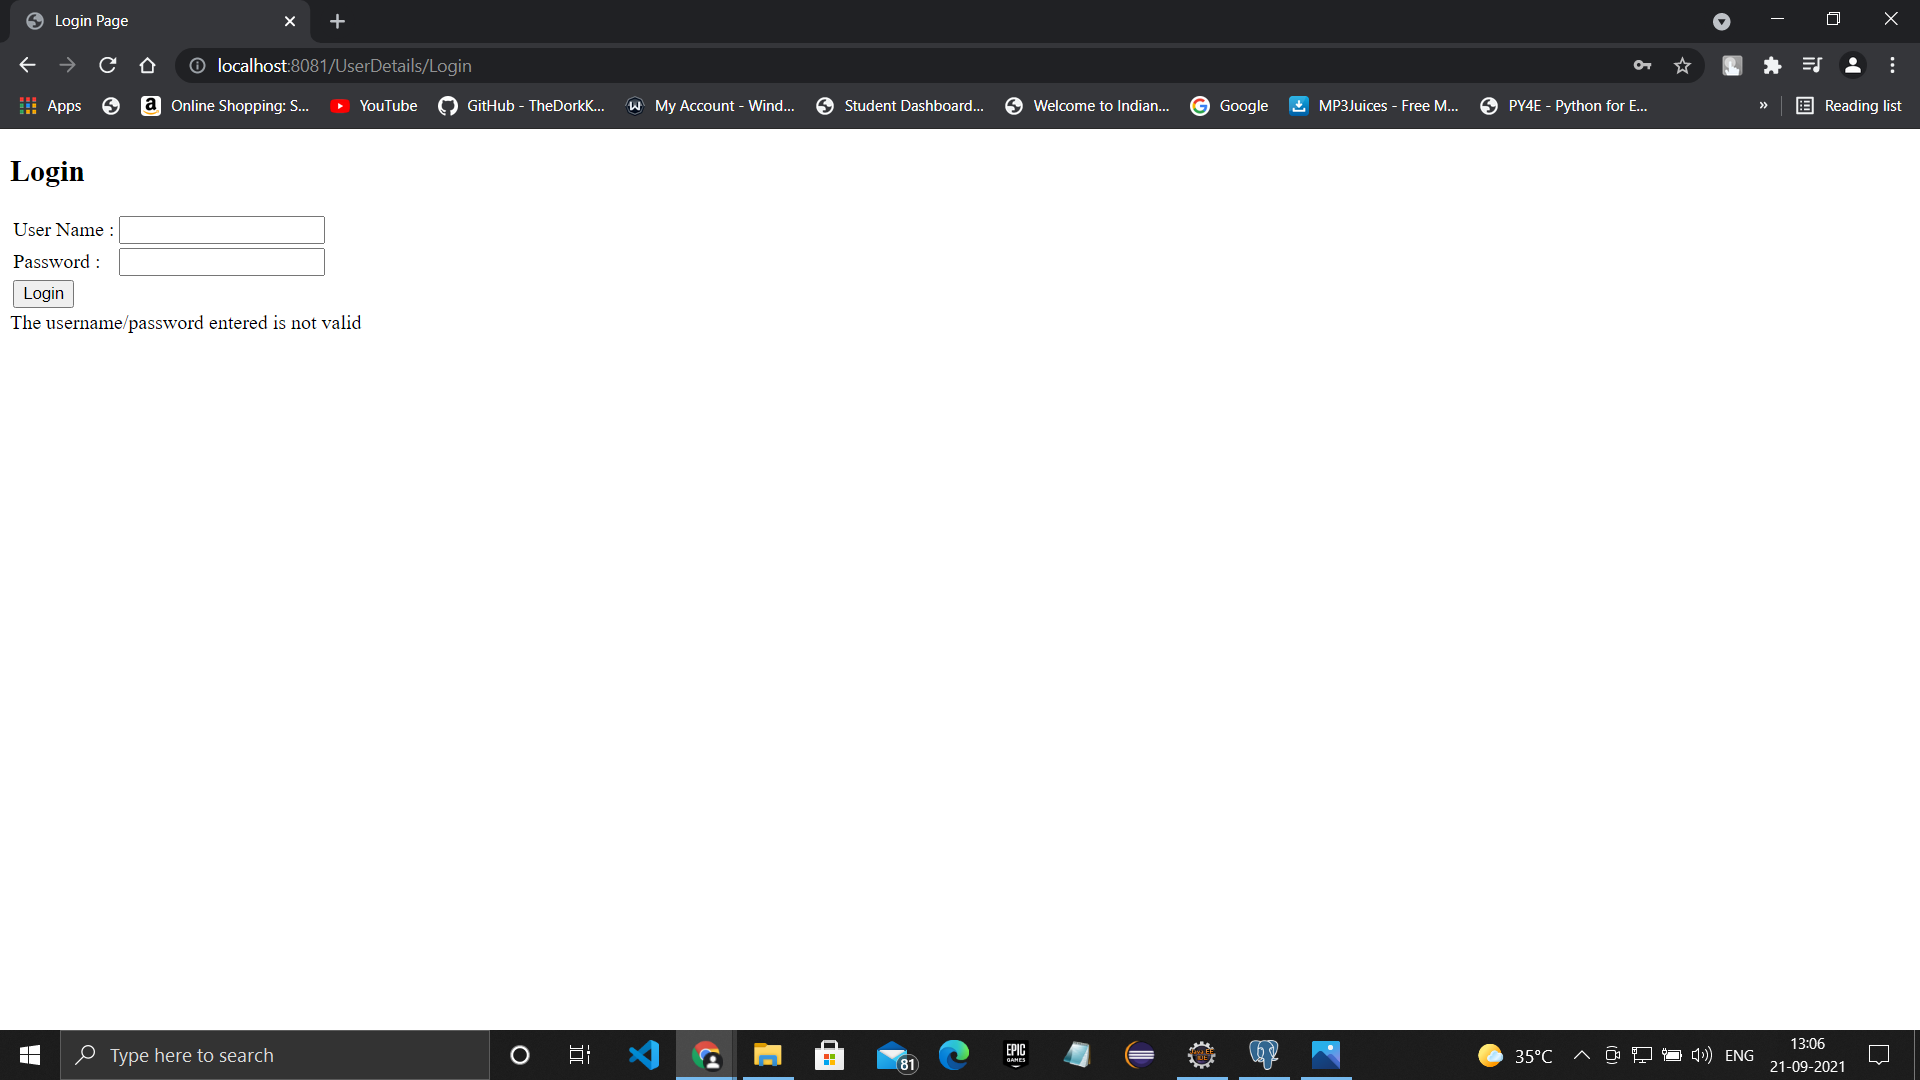 Login Page
localhost:8081/UserDetails/Login
Apps Online Shopping: S... YouTube GitHub - TheDorkK... My Account - Wind... Student Dashboard... Welcome to Indian... Google MP3Juices - Free M... PY4E - Python for E... » Reading list
Login
User Name :
Password :
Login
The username/password entered is not valid
Type here to search
81
EPIC
GAMES
35°C
ENG
13:06
21-09-2021